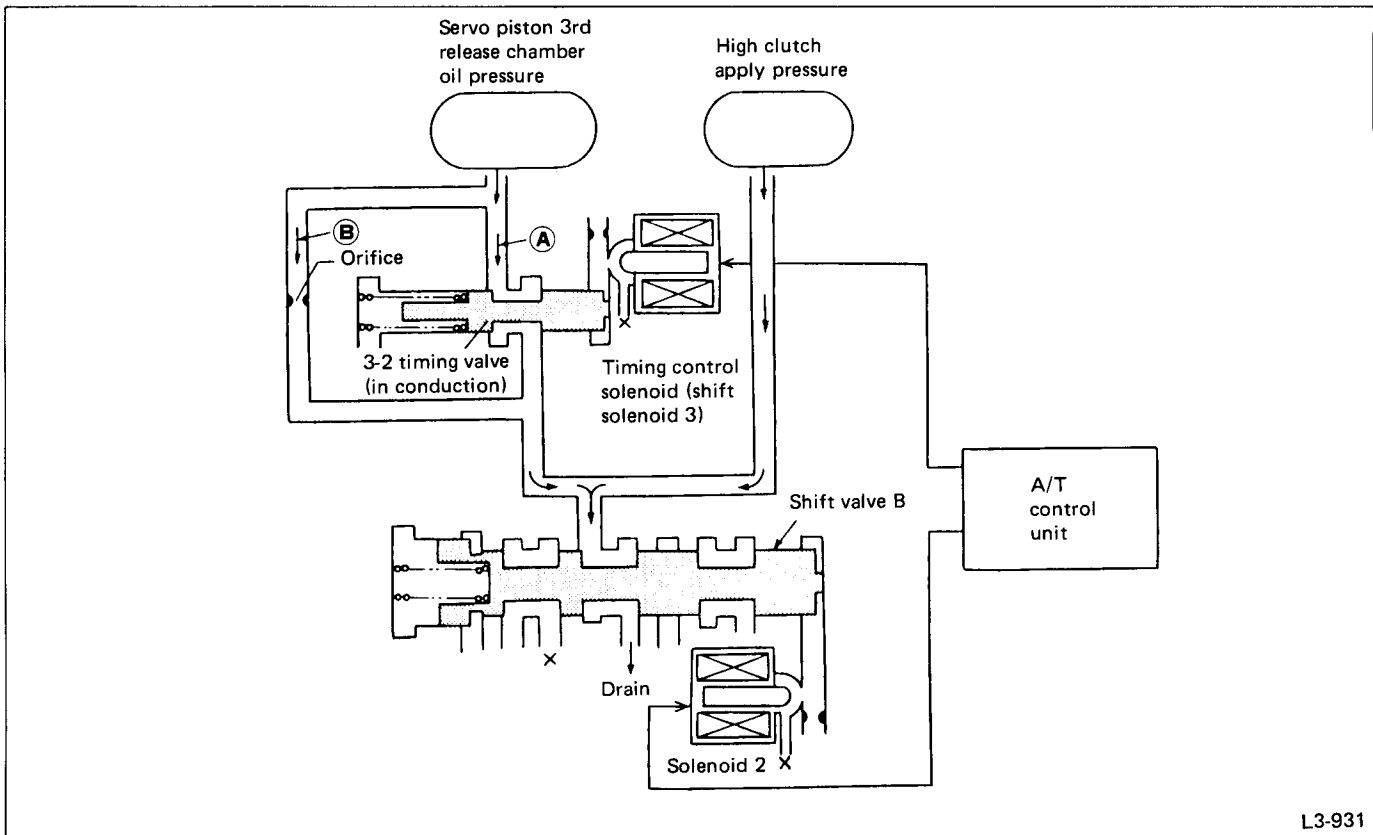 Servo piston 3rd
release chamber
oil pressure
High clutch
apply pressure
B
A
Orifice
3-2 timing valve
(in conduction)
Timing control
solenoid (shift
solenoid 3)
A/T
control
unit
Shift valve B
Drain
Solenoid 2
L3-931